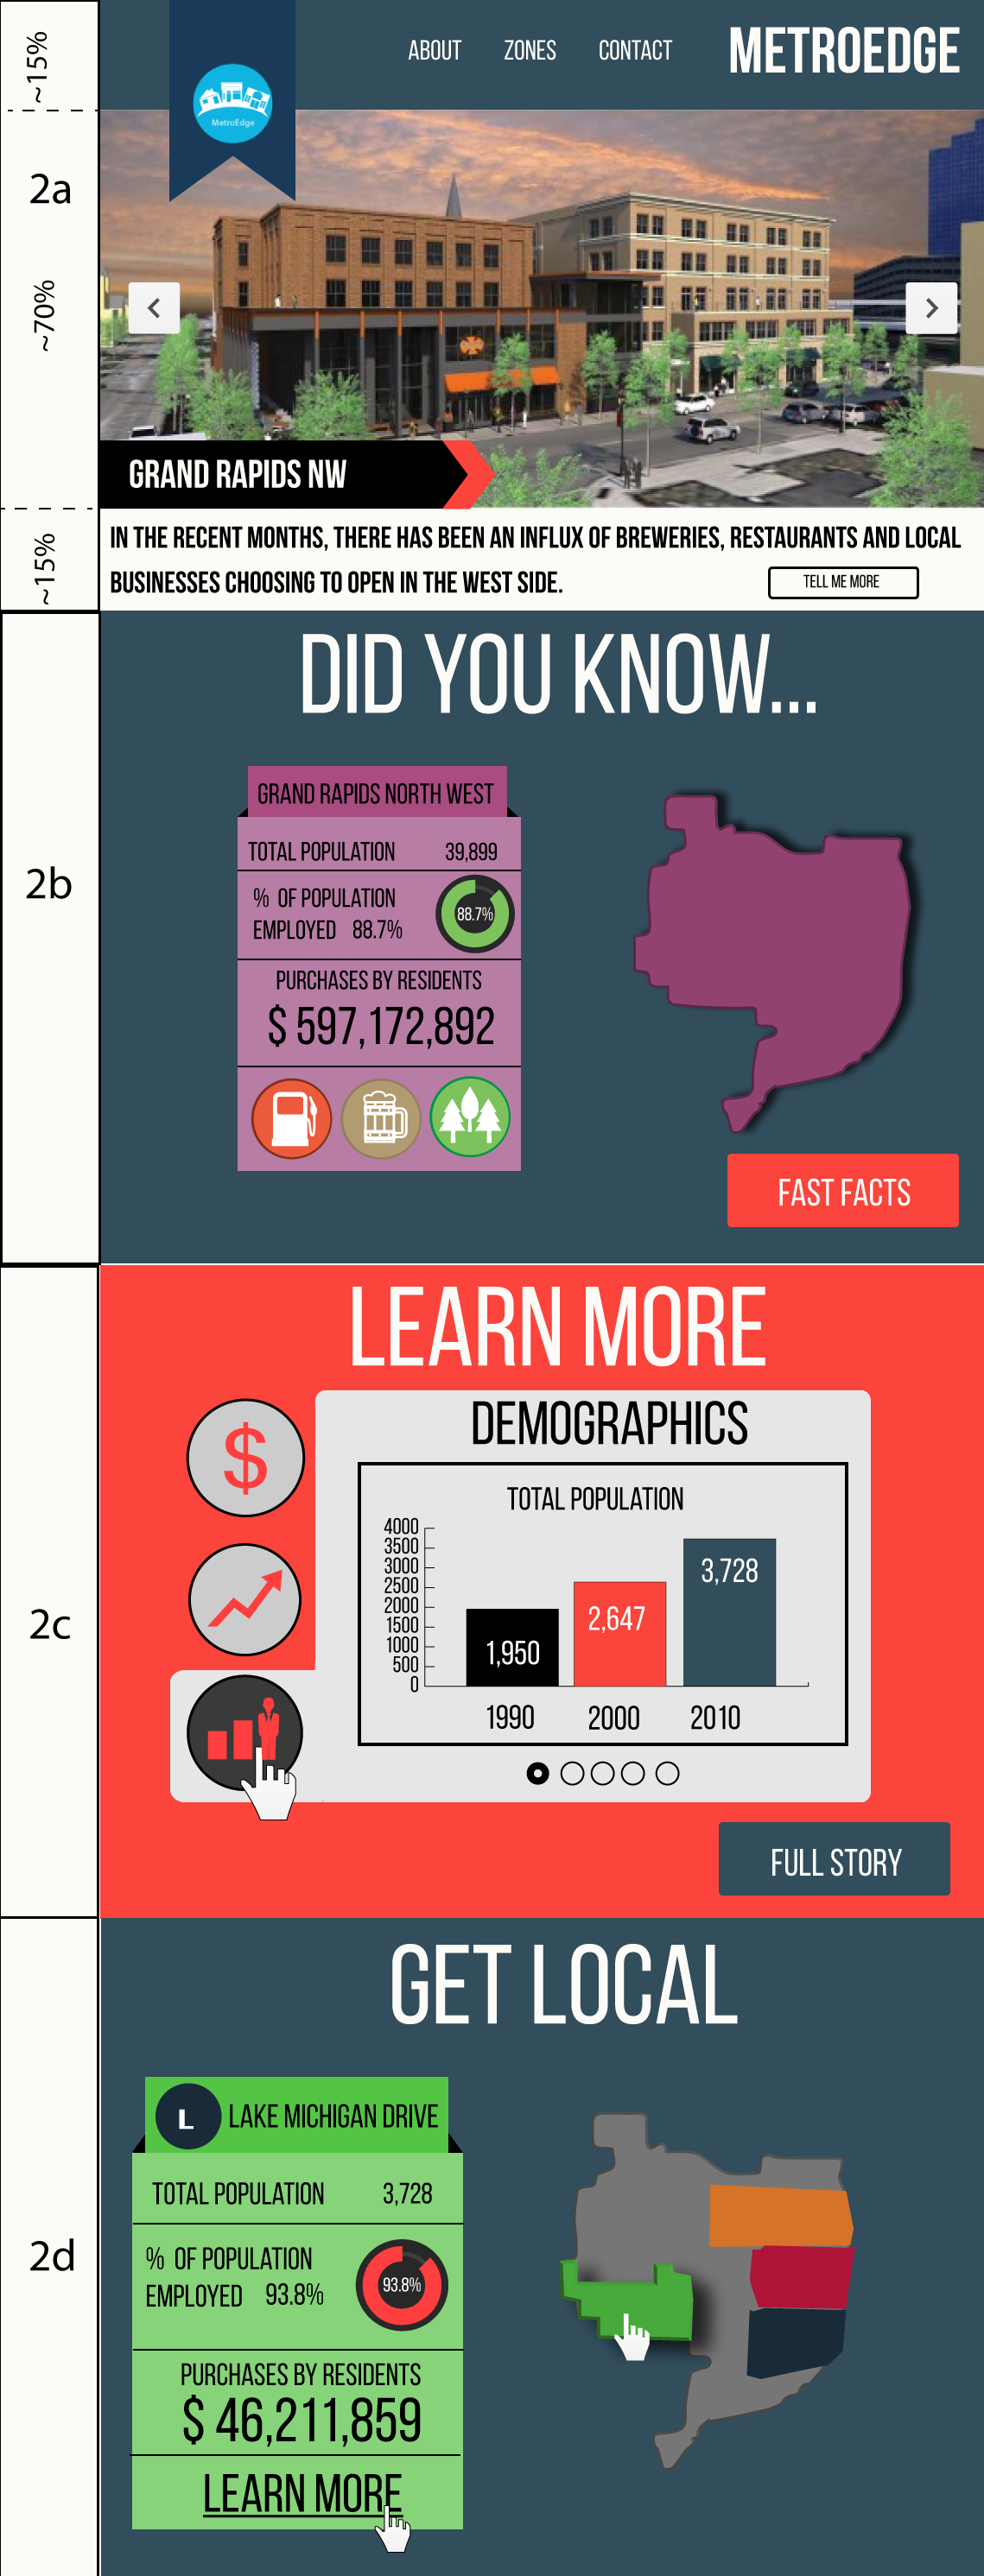 ~15%
ABOUT ZONES CONTACT METROEDGE
MetroEdge
2a
~70%
GRAND RAPIDS NW
~15%
IN THE RECENT MONTHS, THERE HAS BEEN AN INFLUX OF BREWERIES, RESTAURANTS AND LOCAL
BUSINESSES CHOOSING TO OPEN IN THE WEST SIDE.
TELL ME MORE
2b
DID YOU KNOW...
GRAND RAPIDS NORTH WEST
TOTAL POPULATION 39,899
% OF POPULATION
EMPLOYED 88.7%
88.7%
PURCHASES BY RESIDENTS
$ 597,172,892
FAST FACTS
2c
LEARN MORE
$
DEMOGRAPHICS
TOTAL POPULATION
4000
3500
3000
2500
2000
1500
1000
500
0
1,950
2,647
3,728
1990 2000 2010
FULL STORY
2d
GET LOCAL
L LAKE MICHIGAN DRIVE
TOTAL POPULATION 3,728
% OF POPULATION
EMPLOYED 93.8%
93.8%
PURCHASES BY RESIDENTS
$ 46,211,859
LEARN MORE